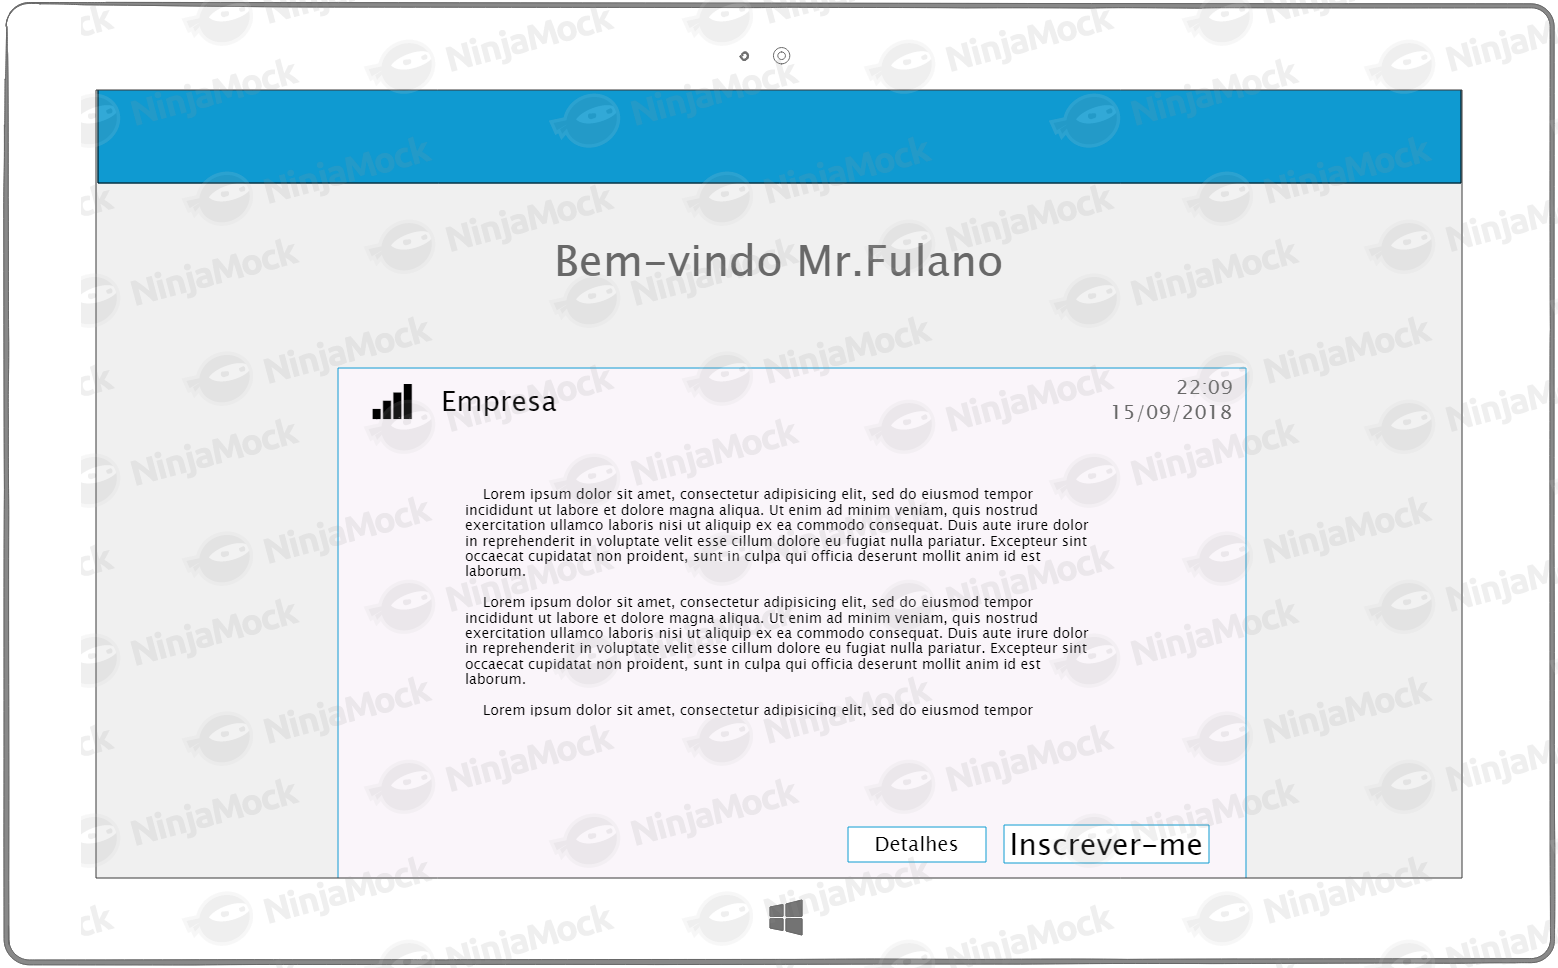 Bem-vindo Mr.Fulano
Empresa
22:09
15/09/2018
Lorem ipsum dolor sit amet, consectetur adipisicing elit, sed do eiusmod tempor
incididunt ut labore et dolore magna aliqua. Ut enim ad minim veniam, quis nostrud
exercitation ullamco laboris nisi ut aliquip ex ea commodo consequat. Duis aute irure dolor
in reprehenderit in voluptate velit esse cillum dolore eu fugiat nulla pariatur. Excepteur sint
occaecat cupidatat non proident, sunt in culpa qui officia deserunt mollit anim id est
laborum.
Lorem ipsum dolor sit amet, consectetur adipisicing elit, sed do eiusmod tempor
incididunt ut labore et dolore magna aliqua. Ut enim ad minim veniam, quis nostrud
exercitation ullamco laboris nisi ut aliquip ex ea commodo consequat. Duis aute irure dolor
in reprehenderit in voluptate velit esse cillum dolore eu fugiat nulla pariatur. Excepteur sint
occaecat cupidatat non proident, sunt in culpa qui officia deserunt mollit anim id est
laborum.
Lorem ipsum dolor sit amet, consectetur adipisicing elit, sed do eiusmod tempor
Detalhes
Inscrever-me
NinjaMock